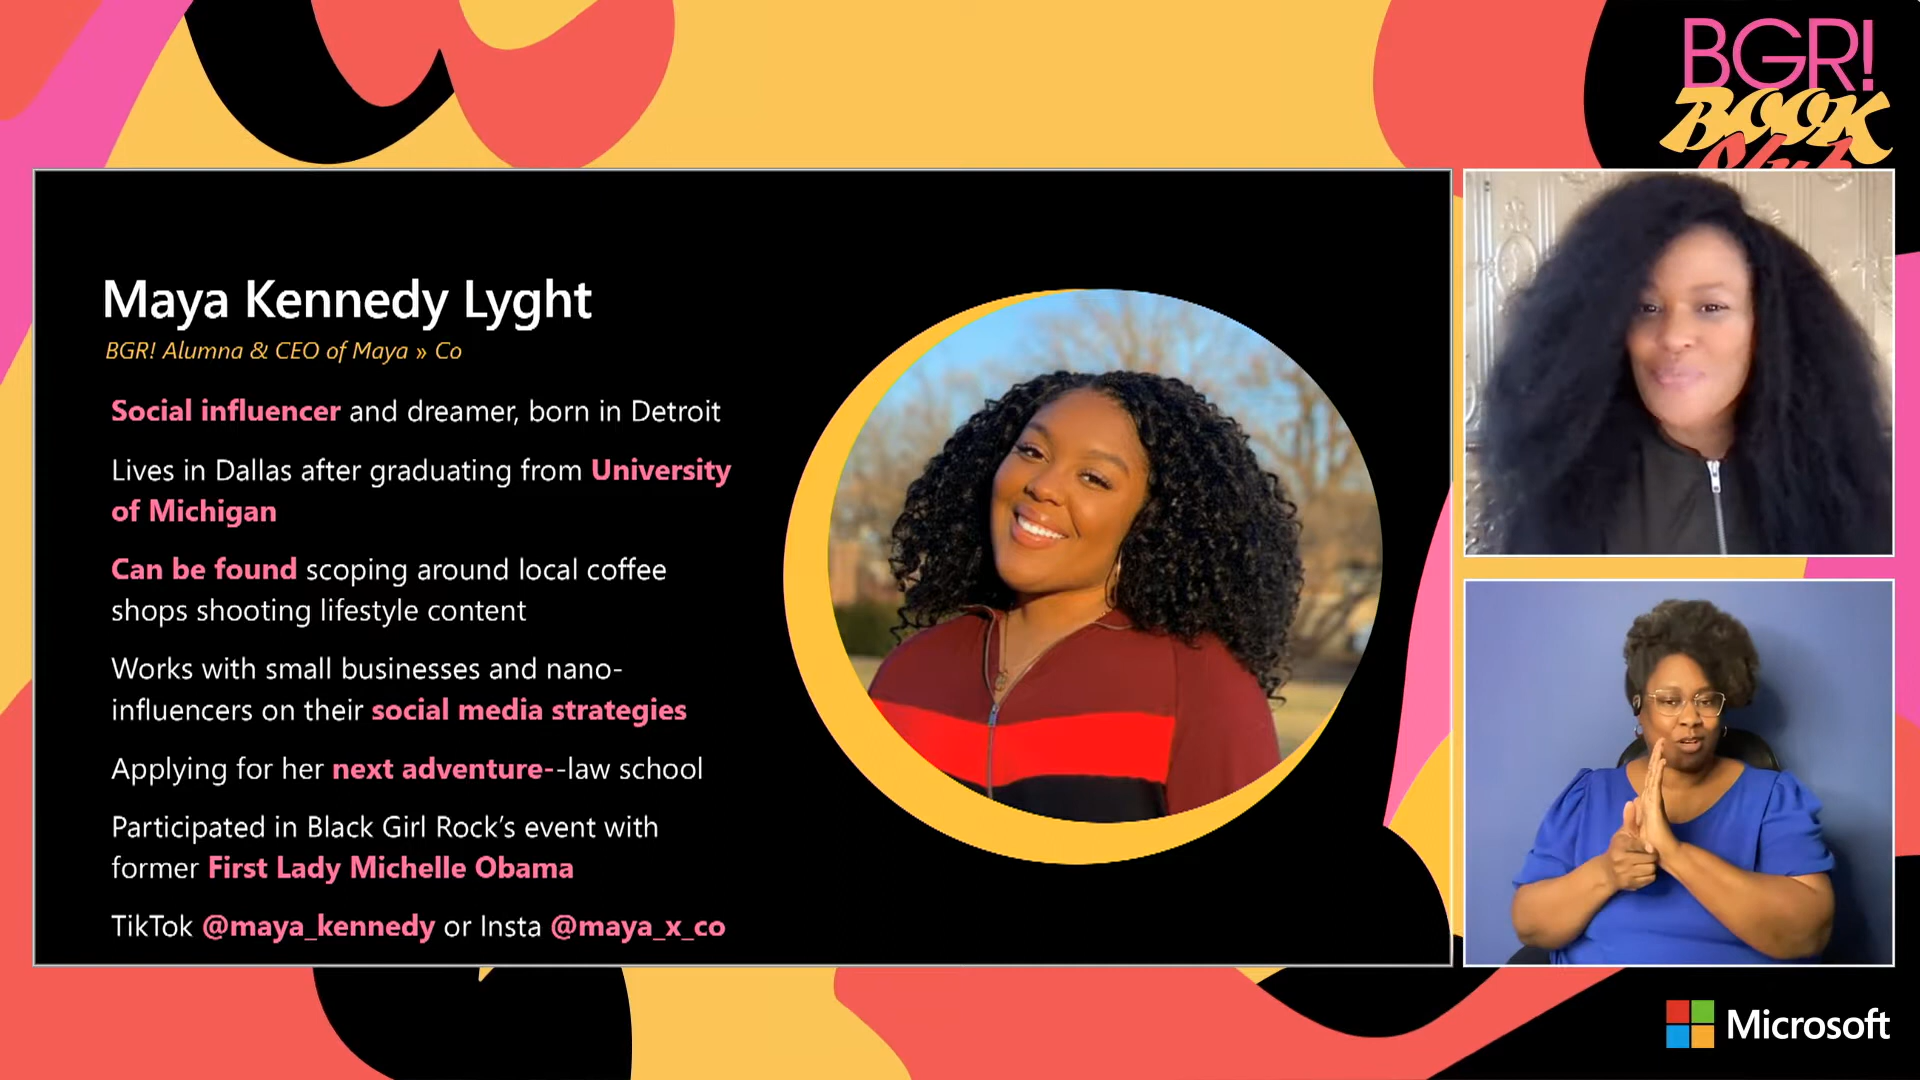 BGR!
BOOK
Club
Maya Kennedy Lyght
BGR! Alumna & CEO of Maya » Co
Social influencer and dreamer, born in Detroit
Lives in Dallas after graduating from University
of Michigan
Can be found scoping around local coffee
shops shooting lifestyle content
Works with small businesses and nano-
influencers on their social media strategies
Applying for her next adventure--law school
Participated in Black Girl Rock’s event with
former First Lady Michelle Obama
TikTok @maya_kennedy or Insta @maya_x_co
Microsoft